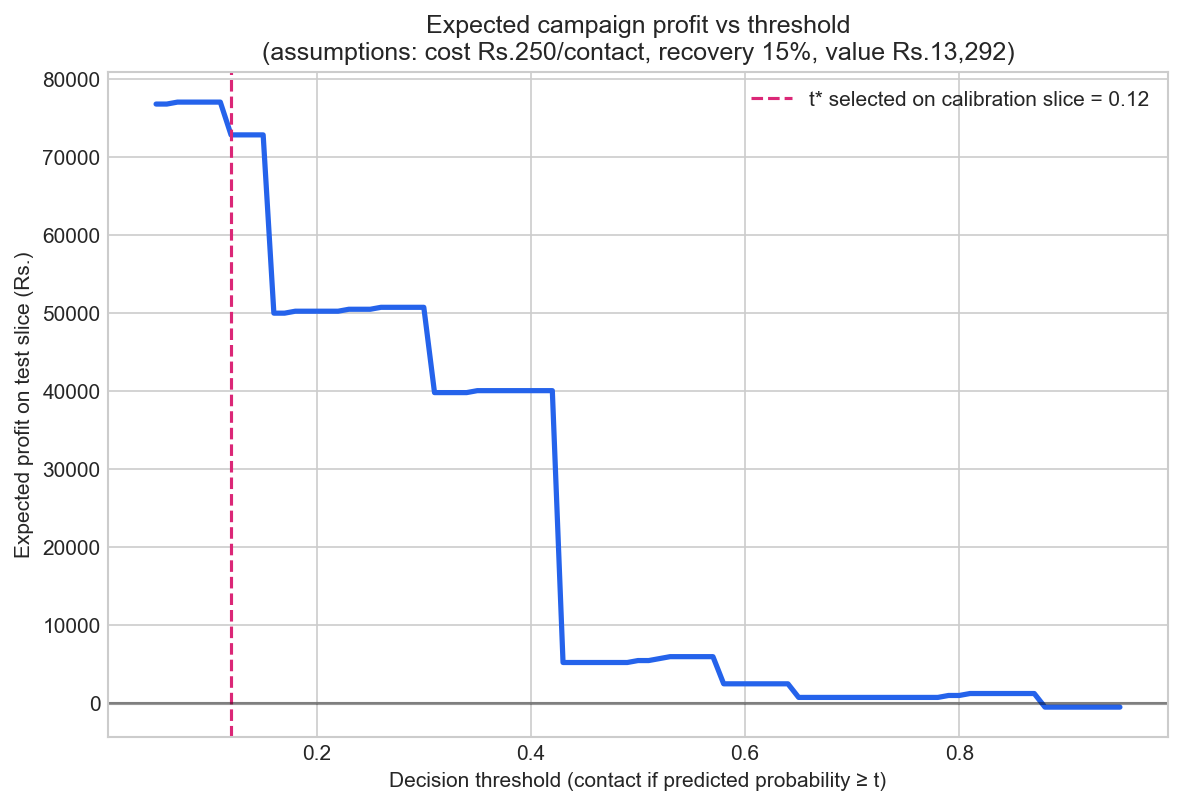 Expected campaign profit vs threshold
(assumptions: cost Rs.250/contact, recovery 15%, value Rs.13,292)
t* selected on calibration slice = 0.12
Expected profit on test slice (Rs.)
80000
70000
60000
50000
40000
30000
20000
10000
0
0.2
0.4
0.6
0.8
Decision threshold (contact if predicted probability ≥ t)